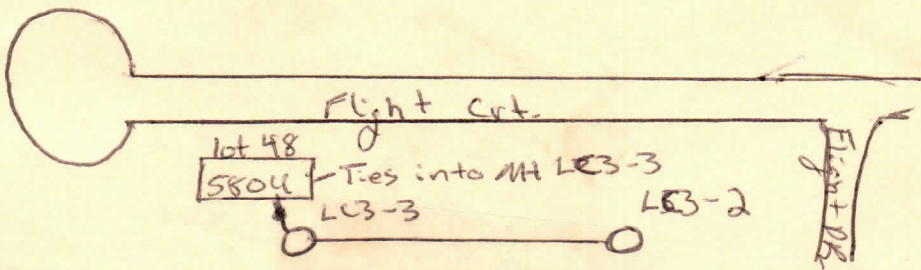 Flight Crt.
lot 48
5804
Ties into MH LC3-3
LC3-3
LC3-2
Flight DR